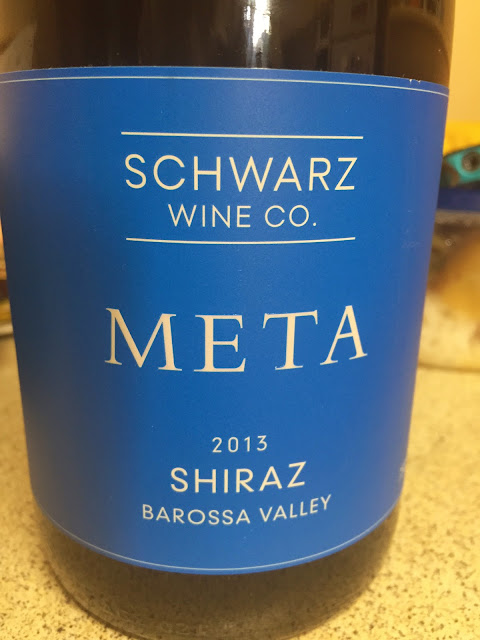 SCHWARZ
WINE CO.
META
2013
SHIRAZ
BAROSSA VALLEY